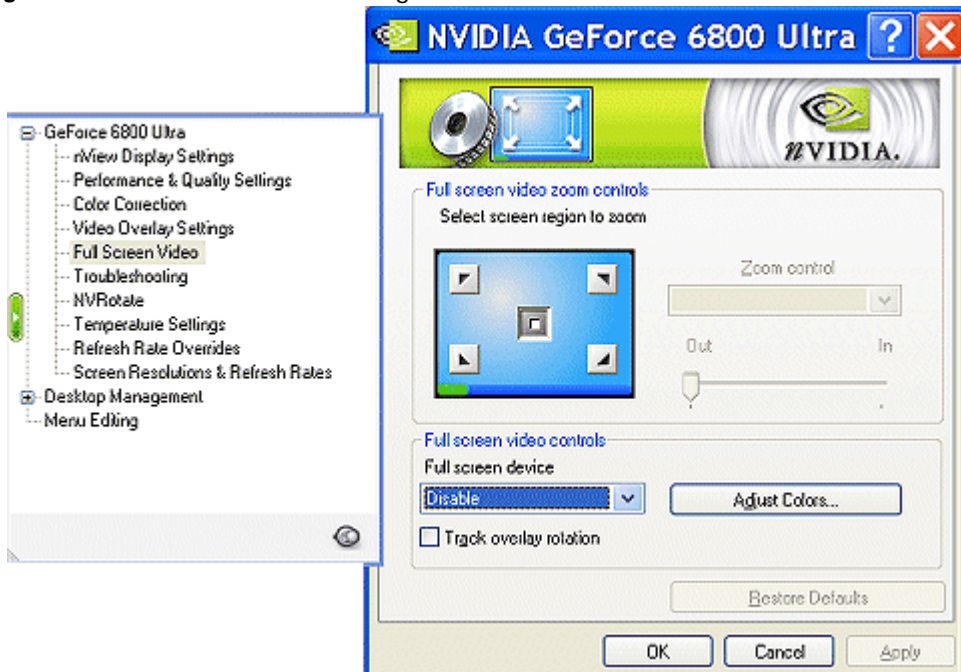 NVIDIA GeForce 6800 Ultra
nVIDIA.
GeForce 6800 Ultra
nView Display Settings
Performance & Quality Settings
Color Correction
Video Overlay Settings
Full Screen Video
Troubleshooting
NVRotate
Temperature Settings
Refresh Rate Overrides
Screen Resolutions & Refresh Rates
Desktop Management
Menu Editing
Full screen video zoom controls
Select screen region to zoom
Zoom control
Out In
Full screen video controls
Full screen device
Disable
Adjust Colors...
Track overlay rotation
Restore Defaults
OK Cancel Apply